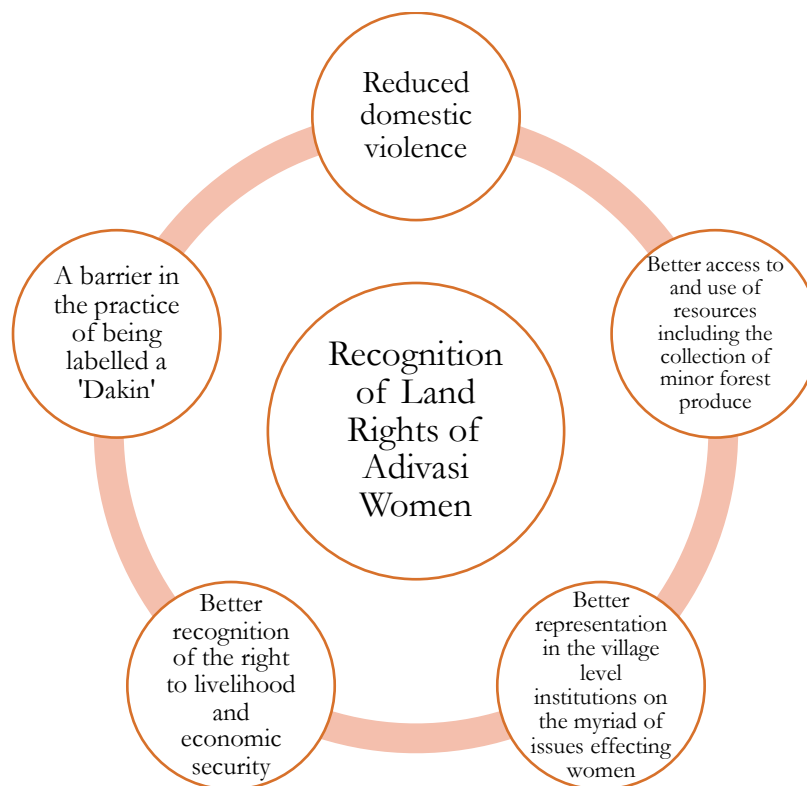 Reduced
domestic
violence
Better access to
and use of
resources
including the
collection of
minor forest
produce
Better
representation
in the village
level
institutions on
the myriad of
issues effecting
women
Better
recognition
of the right
to livelihood
and
economic
security
A barrier in
the practice
of being
labelled a
'Dakin'
Recognition
of Land
Rights of
Adivasi
Women